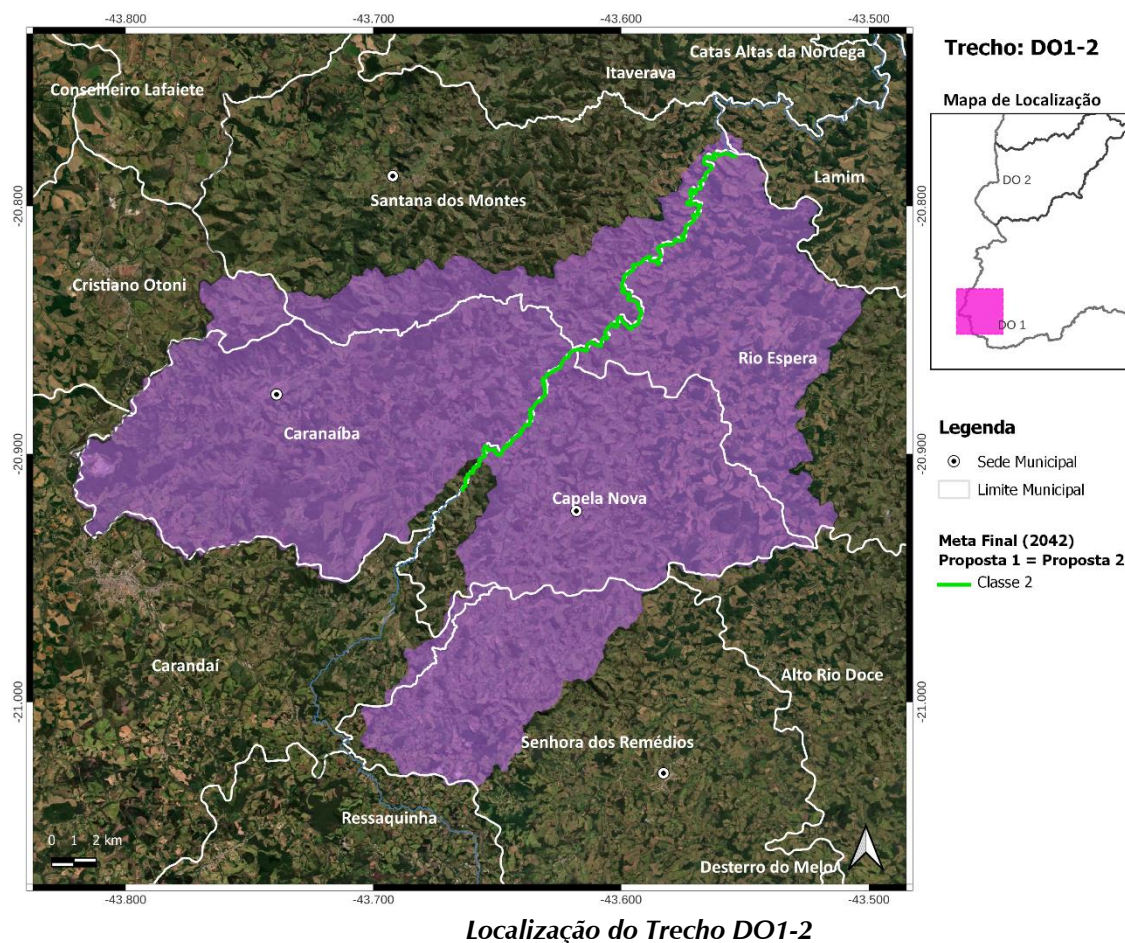 -43.800
-43.700
-43.600
-43.500
Trecho: DO1-2
Mapa de Localização
DO 2
DO 1
Catas Altas da Noruega
Itaverava
Conselheiro Lafaiete
Santana dos Montes
Lamim
-20.800
-20.800
Cristiano Otoni
Rio Espera
Caranaíba
Capela Nova
-20.900
-20.900
Legenda
Sede Municipal
Limite Municipal
Meta Final (2042)
Proposta 1 = Proposta 2
Classe 2
Carandaí
Alto Rio Doce
-21.000
-21.000
Senhora dos Remédios
Ressaquinha
Desterro do Melo
0 1 2 km
-43.800
-43.700
-43.600
-43.500
Localização do Trecho DO1-2